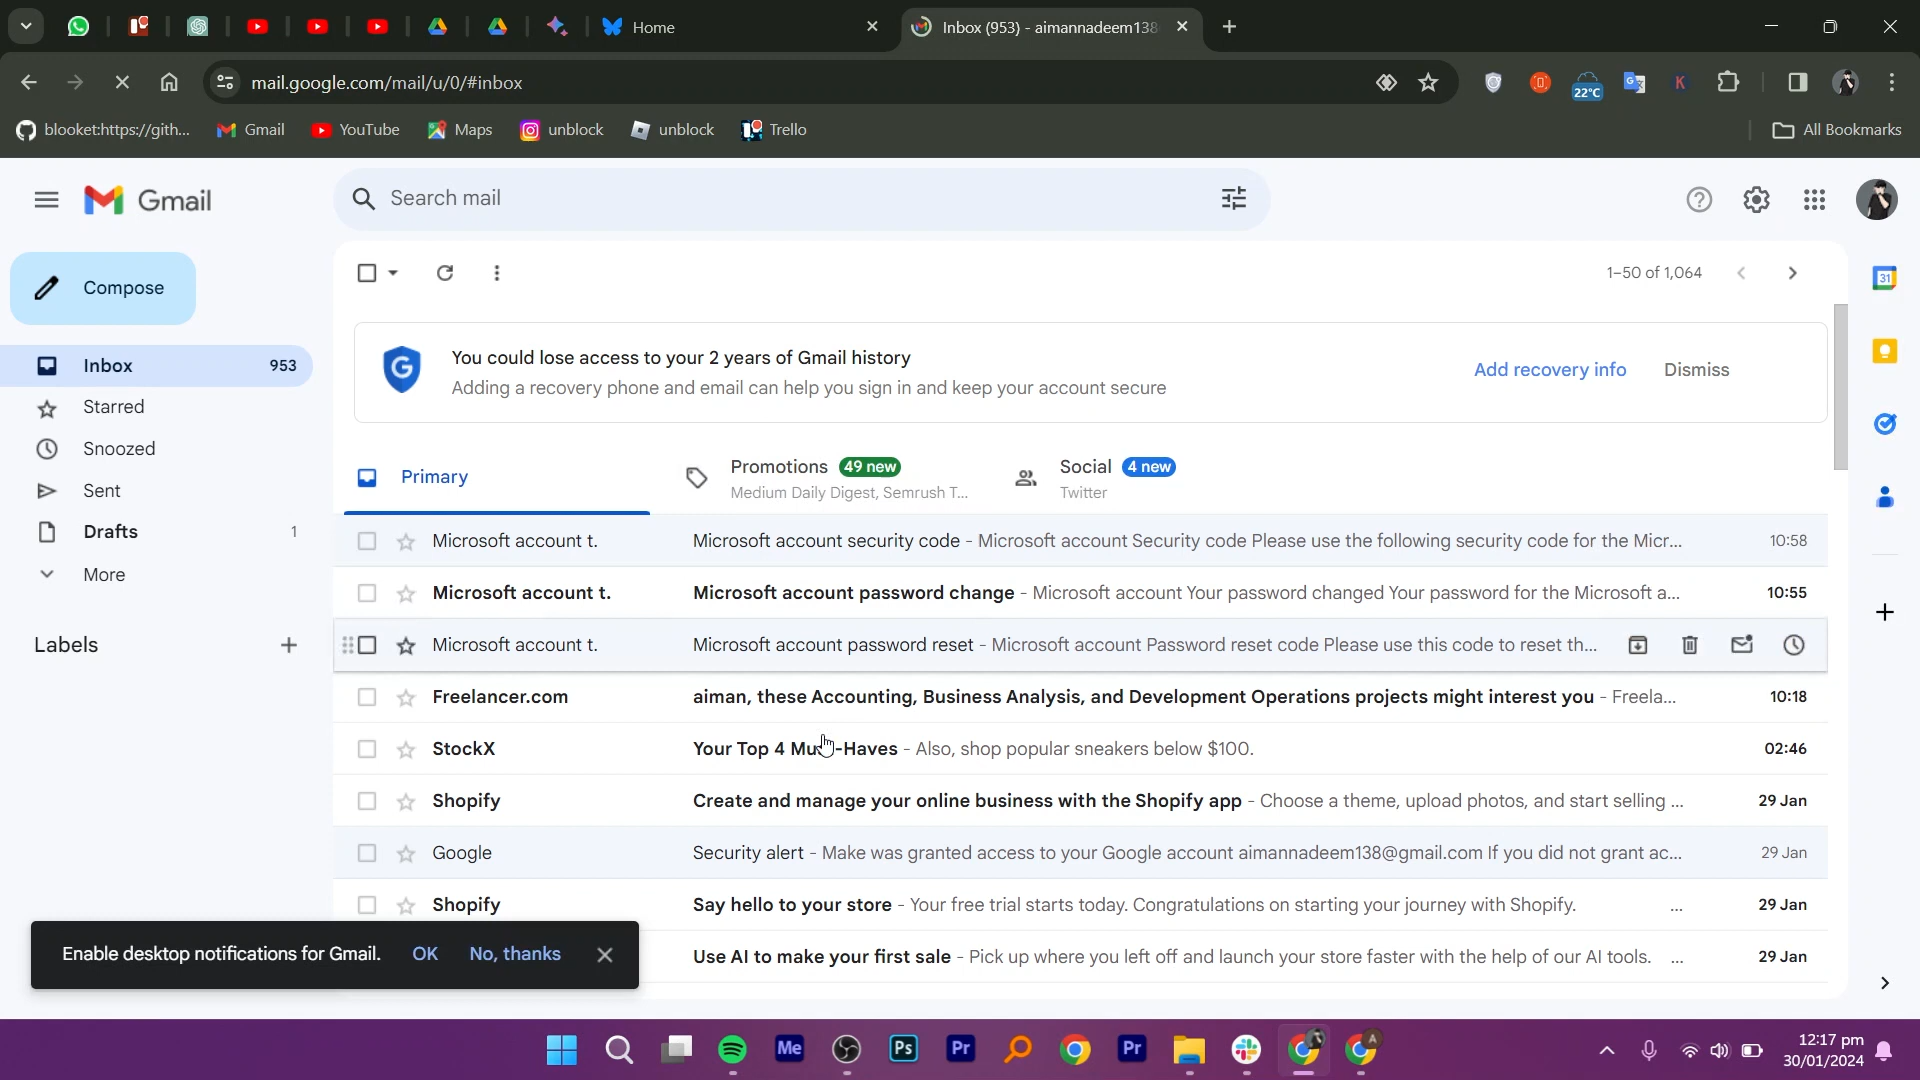 Home
Inbox (953) - aimannadeem138
mail.google.com/mail/u/0/#inbox
22°C
K
blooket:https://gith...
Gmail
YouTube
Maps
unblock
unblock
Trello
All Bookmarks
Gmail
Search mail
Compose
1–50 of 1,064
31
Inbox 953
Starred
Snoozed
Sent
Drafts 1
More
Labels
G
You could lose access to your 2 years of Gmail history
Adding a recovery phone and email can help you sign in and keep your account secure
Add recovery info
Dismiss
Primary
Promotions 49 new
Medium Daily Digest, Semrush T...
Social 4 new
Twitter
Microsoft account t. Microsoft account security code - Microsoft account Security code Please use the following security code for the Micr... 10:58
Microsoft account t. Microsoft account password change - Microsoft account Your password changed Your password for the Microsoft a... 10:55
Microsoft account t. Microsoft account password reset - Microsoft account Password reset code Please use this code to reset th...
Freelancer.com aiman, these Accounting, Business Analysis, and Development Operations projects might interest you - Freela... 10:18
StockX Your Top 4 Must-Haves - Also, shop popular sneakers below $100. 02:46
Shopify Create and manage your online business with the Shopify app - Choose a theme, upload photos, and start selling ... 29 Jan
Google Security alert - Make was granted access to your Google account aimannadeem138@gmail.com If you did not grant ac... 29 Jan
Shopify Say hello to your store - Your free trial starts today. Congratulations on starting your journey with Shopify. ... 29 Jan
Use AI to make your first sale - Pick up where you left off and launch your store faster with the help of our AI tools. ... 29 Jan
Enable desktop notifications for Gmail. OK No, thanks
Me
Ps
Pr
Pr
A
12:17 pm
30/01/2024